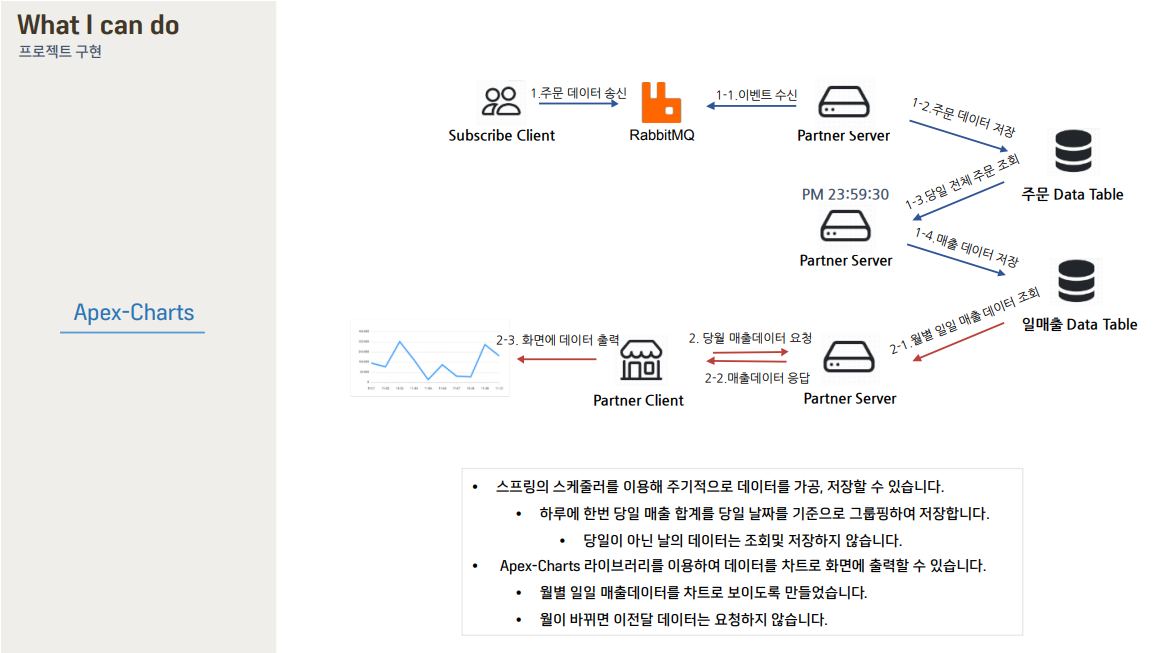 What I can do
프로젝트 구현
Apex-Charts
1.주문 데이터 송신
Subscribe Client
RabbitMQ
1-1.이벤트 수신
Partner Server
1-2.주문 데이터 저장
주문 Data Table
1-3.당일 전체 주문 조회
PM 23:59:30
Partner Server
1-4.매출 데이터 저장
일매출 Data Table
2-1.월별 일일 매출 데이터 조회
Partner Server
2. 당월 매출데이터 요청
2-2.매출데이터 응답
Partner Client
2-3. 화면에 데이터 출력
• 스프링의 스케줄러를 이용해 주기적으로 데이터를 가공, 저장할 수 있습니다.
• 하루에 한번 당일 매출 합계를 당일 날짜를 기준으로 그룹핑하여 저장합니다.
• 당일이 아닌 날의 데이터는 조회및 저장하지 않습니다.
• Apex-Charts 라이브러리를 이용하여 데이터를 차트로 화면에 출력할 수 있습니다.
• 월별 일일 매출데이터를 차트로 보이도록 만들었습니다.
• 월이 바뀌면 이전달 데이터는 요청하지 않습니다.